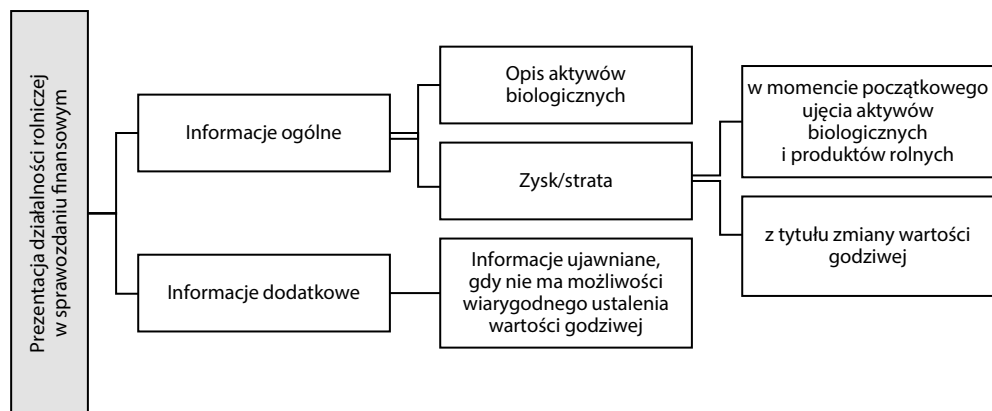 Prezentacja działalności rolniczej
w sprawozdaniu finansowym
Informacje ogólne
Opis aktywów
biologicznych
Zysk/strata
w momencie początkowego
ujęcia aktywów
biologicznych
i produktów rolnych
z tytułu zmiany wartości
godziwej
Informacje dodatkowe
Informacje ujawniane,
gdy nie ma możliwości
wiarygodnego ustalenia
wartości godziwej